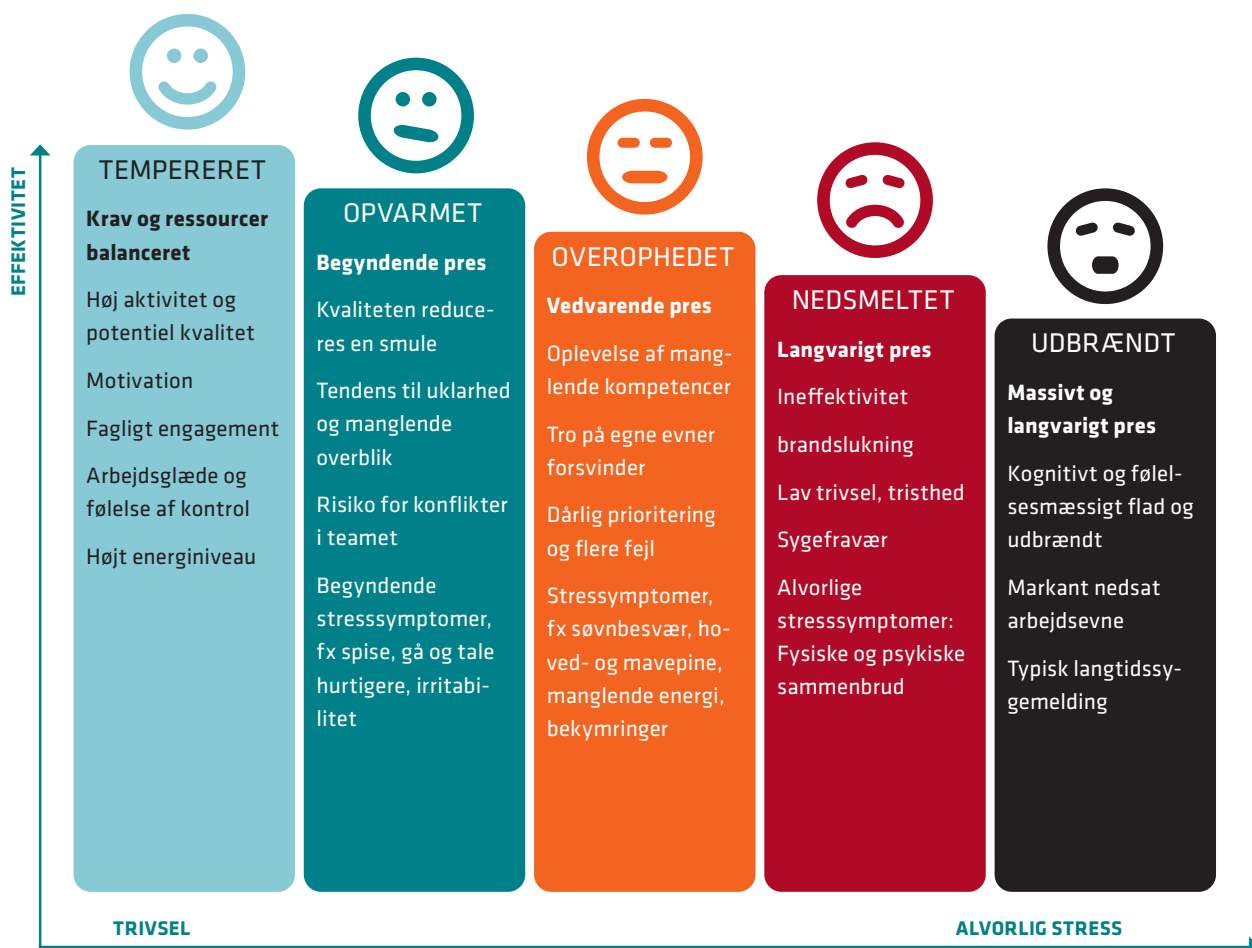 EFFEKTIVITET
TEMPERERET
Krav og ressourcer
balanceret
Høj aktivitet og
potentiel kvalitet
Motivation
Fagligt engagement
Arbejdsglæde og
følelse af kontrol
Højt energiniveau
OPVARMET
Begyndende pres
Kvaliteten reduce-
res en smule
Tendens til uklarhed
og manglende
overblik
Risiko for konflikter
i teamet
Begyndende
stresssymptomer,
fx spise, gå og tale
hurtigere, irritabi-
litet
OVEROPHEDET
Vedvarende pres
Oplevelse af mang-
lende kompetencer
Tro på egne evner
forsvinder
Dårlig prioritering
og flere fejl
Stressymptomer,
fx søvnbesvær, ho-
ved- og mavepine,
manglende energi,
bekymringer
NEDSMELTET
Langvarigt pres
Ineffektivitet
brandslukning
Lav trivsel, tristhed
Sygefravær
Alvorlige
stresssymptomer:
Fysiske og psykiske
sammenbrud
UDBRÆNDT
Massivt og
langvarigt pres
Kognitivt og følel-
sesmæssigt flad og
udbrændt
Markant nedsat
arbejdsevne
Typisk langtidssy-
gemelding
TRIVSEL
ALVORLIG STRESS